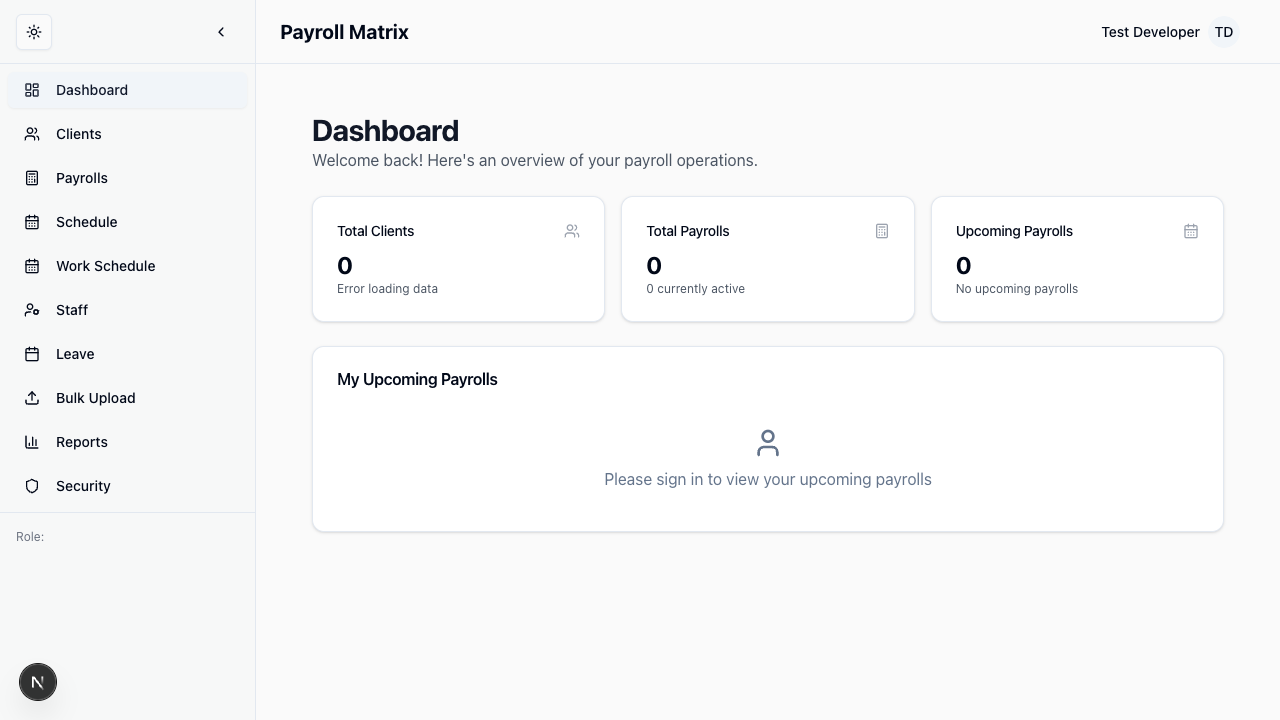 Payroll Matrix
Test Developer
TD
Dashboard
Clients
Payrolls
Schedule
Work Schedule
Staff
Leave
Bulk Upload
Reports
Security
Role:
N
Dashboard
Welcome back! Here's an overview of your payroll operations.
Total Clients
0
Error loading data
Total Payrolls
0
0 currently active
Upcoming Payrolls
0
No upcoming payrolls
My Upcoming Payrolls
Please sign in to view your upcoming payrolls